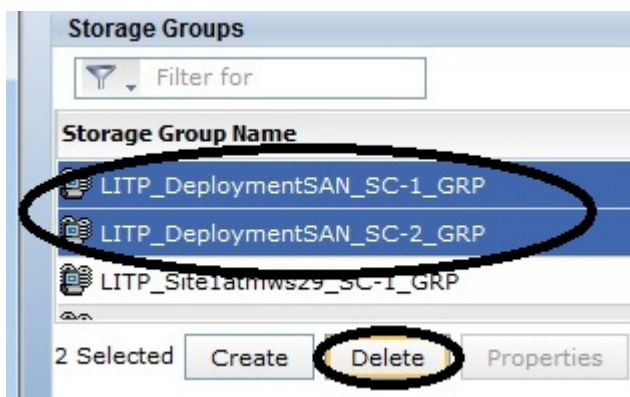 Storage Groups
Filter for
Storage Group Name
LITP_DeploymentSAN_SC-1_GRP
LITP_DeploymentSAN_SC-2_GRP
LITP_Site1atmws29_SC-1_GRP
2 Selected Create Delete Properties